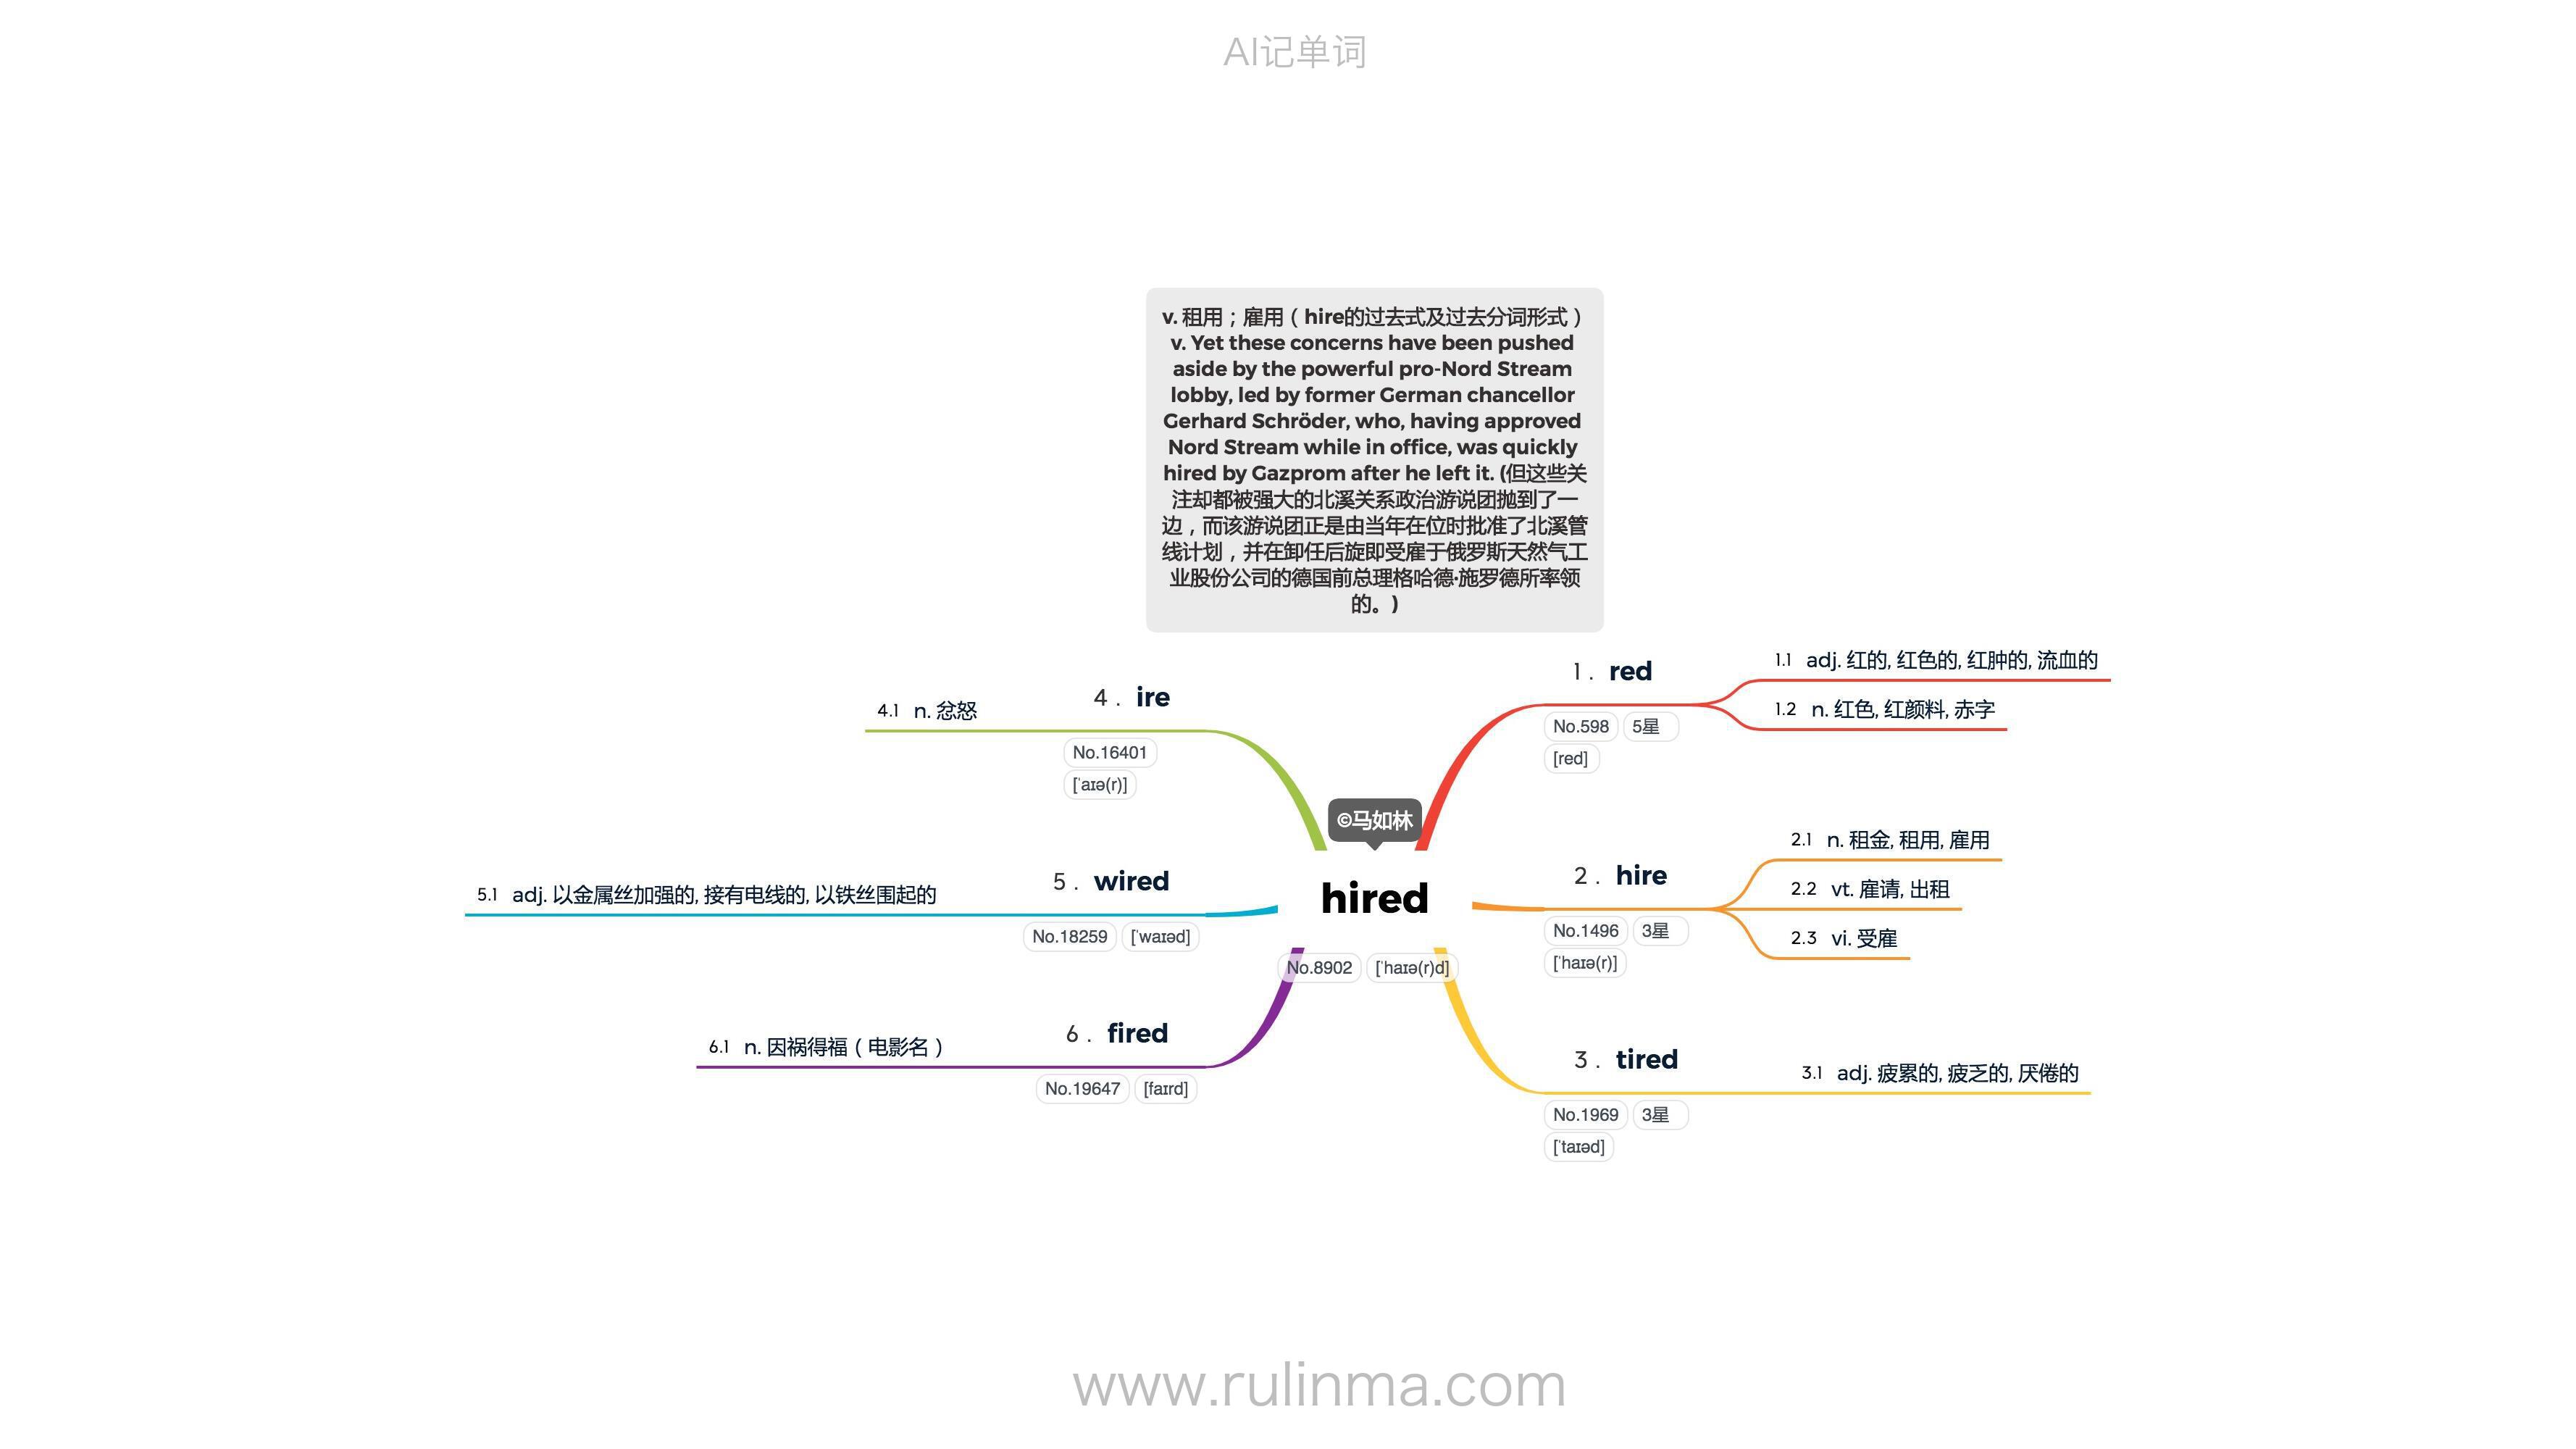 AI记单词
v. 租用；雇用（hire的过去式及过去分词形式）
v. Yet these concerns have been pushed
aside by the powerful pro-Nord Stream
lobby, led by former German chancellor
Gerhard Schröder, who, having approved
Nord Stream while in office, was quickly
hired by Gazprom after he left it. (但这些关
注却都被强大的北溪关系政治游说团抛到了一
边，而该游说团正是由当年在位时批准了北溪管
线计划，并在卸任后旋即受雇于俄罗斯天然气工
业股份公司的德国前总理格哈德·施罗德所率领
的。)
©马如林
hired
No.8902 ['haɪə(r)d]
1. red
No.598 5星
[red]
1.1 adj. 红的, 红色的, 红肿的, 流血的
1.2 n. 红色, 红颜料, 赤字
2. hire
No.1496 3星
['haɪə(r)]
2.1 n. 租金, 租用, 雇用
2.2 vt. 雇请, 出租
2.3 vi. 受雇
3. tired
No.1969 3星
['taɪəd]
3.1 adj. 疲累的, 疲乏的, 厌倦的
4. ire
No.16401
['aɪə(r)]
4.1 n. 忿怒
5. wired
No.18259 ['waɪəd]
5.1 adj. 以金属丝加强的, 接有电线的, 以铁丝围起的
6. fired
No.19647 [faɪrd]
6.1 n. 因祸得福（电影名）
www.rulinma.com